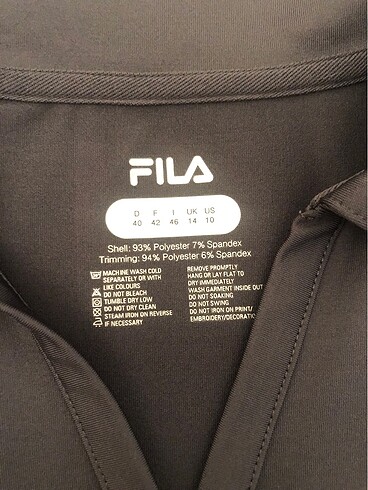 FILA
D F I UK US
40 42 46 14 10
Shell: 93% Polyester 7% Spandex
Trimming: 94% Polyester 6% Spandex
MACHINE WASH COLD
SEPARATELY OR WITH
LIKE COLOURS
DO NOT BLEACH
TUMBLE DRY LOW
DO NOT DRY CLEAN
STEAM IRON ON REVERSE
IF NECESSARY
REMOVE PROMPTLY
HANG OR LAY FLAT TO
DRY IMMEDIATELY
WASH GARMENT INSIDE OUT
DO NOT SOAKING
DO NOT SWING
DO NOT IRON ON PRINT/
EMBROIDERY/DECORATI